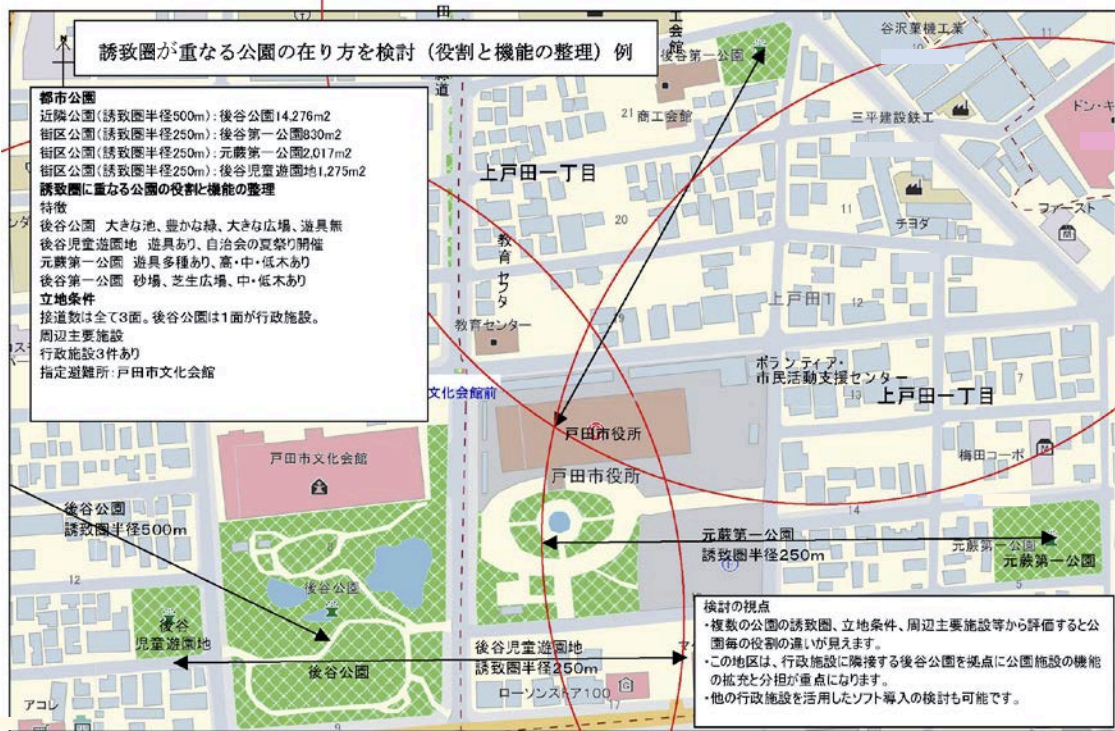 誘致圏が重なる公園の在り方を検討（役割と機能の整理）例
都市公園
近隣公園(誘致圏半径500m):後谷公園14,276m2
街区公園(誘致圏半径250m):後谷第一公園830m2
街区公園(誘致圏半径250m):元蕨第一公園2,017m2
街区公園(誘致圏半径250m):後谷児童遊園地1,275m2
誘致圏に重なる公園の役割と機能の整理
特徴
後谷公園 大きな池、豊かな緑、大きな広場、遊具無
後谷児童遊園地 遊具あり、自治会の夏祭り開催
元蕨第一公園 遊具多種あり、高・中・低木あり
後谷第一公園 砂場、芝生広場、中・低木あり
立地条件
接道数は全て3面。後谷公園は1面が行政施設。
周辺主要施設
行政施設3件あり
指定避難所:戸田市文化会館
田
道
工会館
後谷第一公園
21 商工会館
谷沢菓機工業
10
11
三平建設鉄工
ドン・キ
上戸田一丁目
20
11
チヨダ
ファースト
教育センタ
19
上戸田1
12
教育センター
文化会館前
ボランティア・
市民活動支援センター
7
13
上戸田一丁目
戸田市役所
戸田市役所
梅田コーポ
戸田市文化会館
後谷公園
誘致圏半径500m
14
元蕨第一公園
誘致圏半径250m
元蕨第一公園
元蕨第一公園
5
12
8
後谷公園
後谷
児童遊園地
後谷公園
後谷児童遊園地
誘致圏半径250m
マ
ローソンストア100
17
アコレ
9
検討の視点
・複数の公園の誘致圏、立地条件、周辺主要施設等から評価すると公
園毎の役割の違いが見えます。
・この地区は、行政施設に隣接する後谷公園を拠点に公園施設の機能
の拡充と分担が重点になります。
・他の行政施設を活用したソフト導入の検討も可能です。